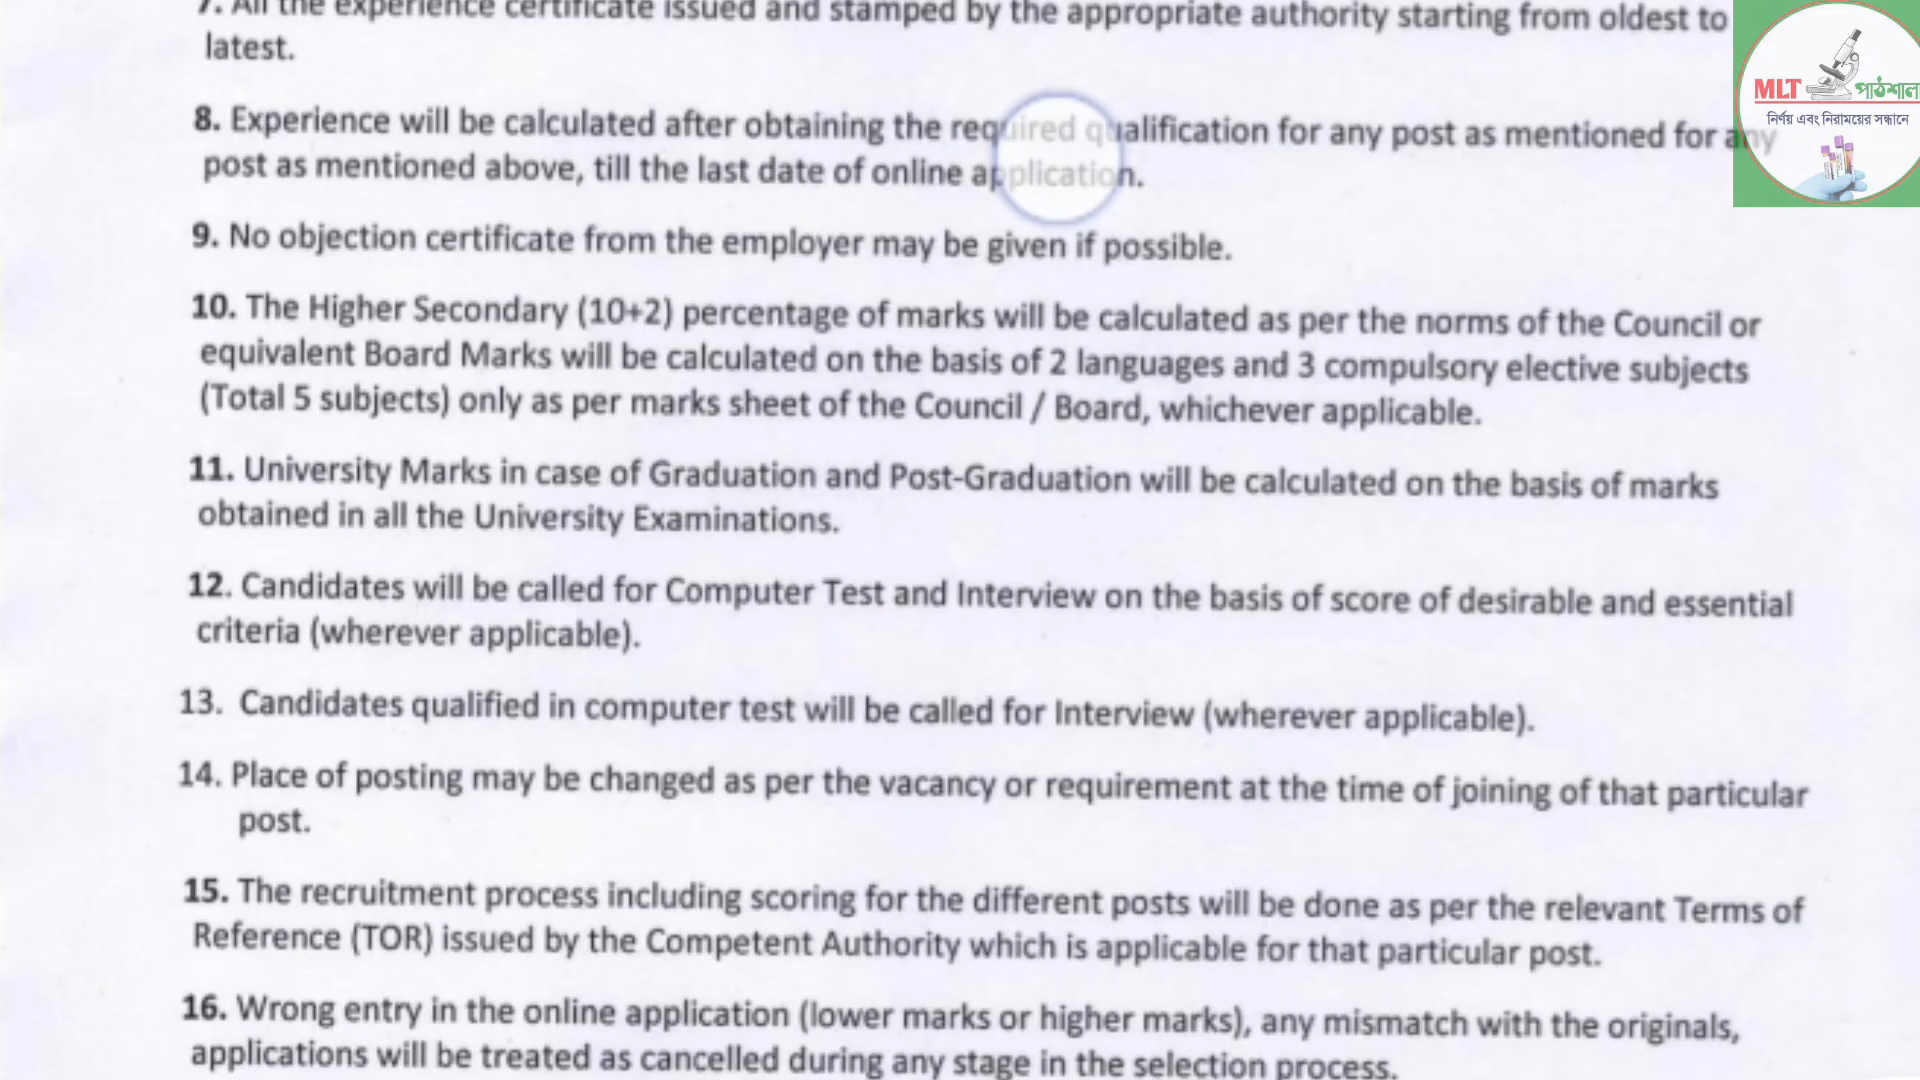 7. All the experience certificate issued and stamped by the appropriate authority starting from oldest to
latest.
8. Experience will be calculated after obtaining the required qualification for any post as mentioned for any
post as mentioned above, till the last date of online application.
9. No objection certificate from the employer may be given if possible.
10. The Higher Secondary (10+2) percentage of marks will be calculated as per the norms of the Council or
equivalent Board Marks will be calculated on the basis of 2 languages and 3 compulsory elective subjects
(Total 5 subjects) only as per marks sheet of the Council / Board, whichever applicable.
11. University Marks in case of Graduation and Post-Graduation will be calculated on the basis of marks
obtained in all the University Examinations.
12. Candidates will be called for Computer Test and Interview on the basis of score of desirable and essential
criteria (wherever applicable).
13. Candidates qualified in computer test will be called for Interview (wherever applicable).
14. Place of posting may be changed as per the vacancy or requirement at the time of joining of that particular
post.
15. The recruitment process including scoring for the different posts will be done as per the relevant Terms of
Reference (TOR) issued by the Competent Authority which is applicable for that particular post.
16. Wrong entry in the online application (lower marks or higher marks), any mismatch with the originals,
applications will be treated as cancelled during any stage in the selection process.
MLT পাঠশালা
নির্ণয় এবং নিরাময়ের সন্ধানে